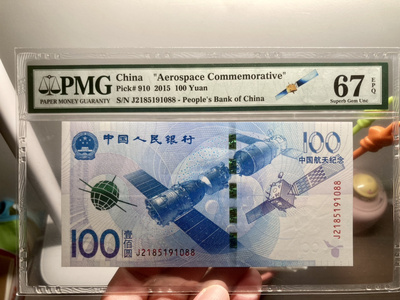 PMG
PAPER MONEY GUARANTY
China "Aerospace Commemorative"
Pick# 910 2015 100 Yuan
S/N J2185191088 - People's Bank of China
67 EPQ
Superb Gem Unc
中国人民银行
100
中国航天纪念
J2185191088
100 壹佰圆
J2185191088